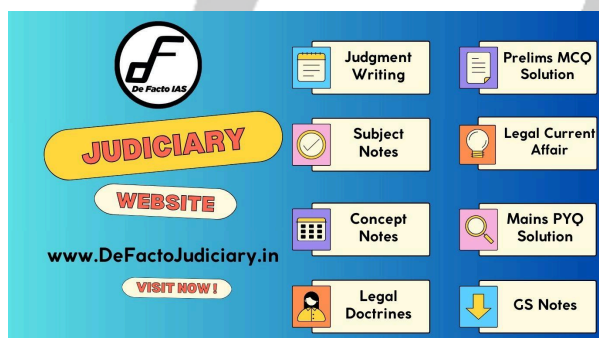 De Facto IAS
JUDICIARY
WEBSITE
www.DeFactoJudiciary.in
VISIT NOW !
Judgment
Writing
Prelims MCQ
Solution
Subject
Notes
Legal Current
Affair
Concept
Notes
Mains PYQ
Solution
Legal
Doctrines
GS Notes